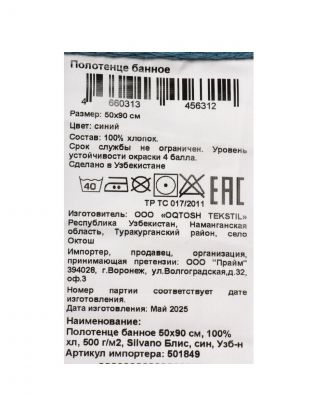 Полотенце банное
4 660313 456312
Размер: 50х90 см
Цвет: синий
Состав: 100% хлопок.
Срок службы не ограничен. Уровень
устойчивости окраски 4 балла.
Сделано в Узбекистане
40
EAC
ТР ТС 017/2011
Изготовитель: ООО «OQTOSH TEKSTIL»
Республика Узбекистан, Наманганская
область, Туракурганский район, село
Октош
Импортер, продавец, организация,
принимающая претензии: ООО "Прайм"
394028, г.Воронеж, ул.Волгоградская,д.32,
оф.3
Номер партии соответствует дате
изготовления.
Дата изготовления: Май 2025
Наименование:
Полотенце банное 50х90 см, 100%
хл, 500 г/м2, Silvano Блис, син, Узб-н
Артикул импортера: 501849